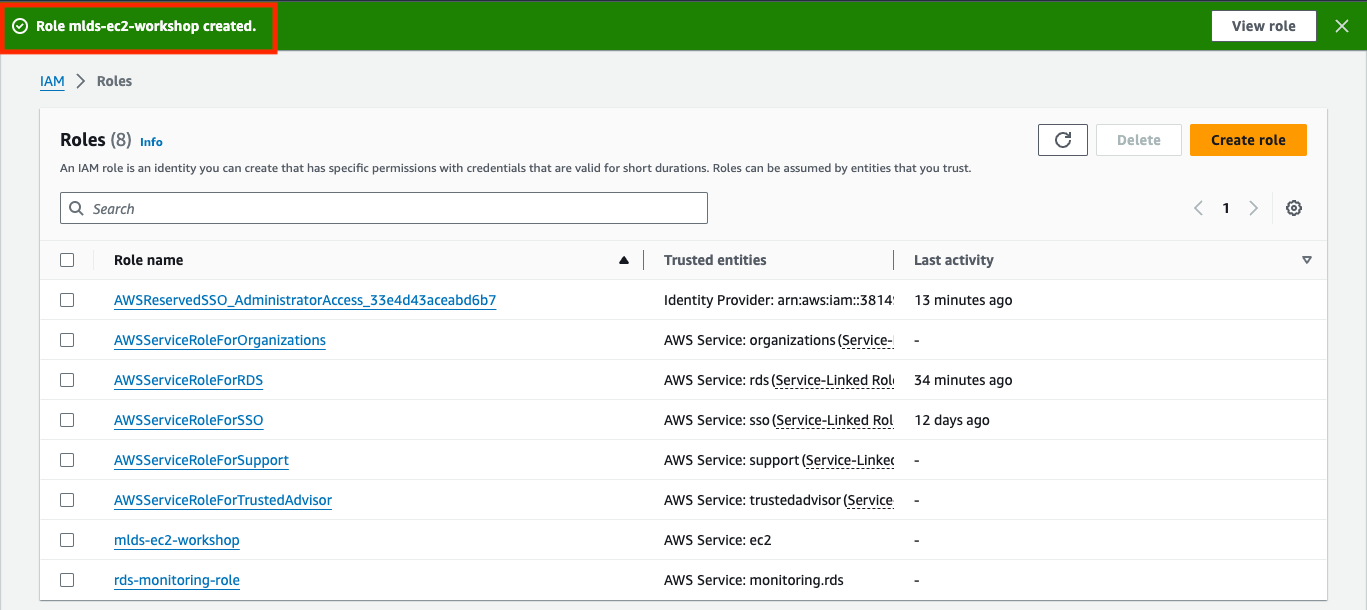 Role mlds-ec2-workshop created.
View role
IAM > Roles
Roles (8) Info
Delete
Create role
An IAM role is an identity you can create that has specific permissions with credentials that are valid for short durations. Roles can be assumed by entities that you trust.
Search
1
Role name Trusted entities Last activity
AWSReservedSSO_AdministratorAccess_33e4d43aceabd6b7 Identity Provider: arn:aws:iam::3814 13 minutes ago
AWSServiceRoleForOrganizations AWS Service: organizations (Service- -
AWSServiceRoleForRDS AWS Service: rds (Service-Linked Rol 34 minutes ago
AWSServiceRoleForSSO AWS Service: sso (Service-Linked Rol 12 days ago
AWSServiceRoleForSupport AWS Service: support (Service-Linked -
AWSServiceRoleForTrustedAdvisor AWS Service: trustedadvisor (Service -
mlds-ec2-workshop AWS Service: ec2 -
rds-monitoring-role AWS Service: monitoring.rds -